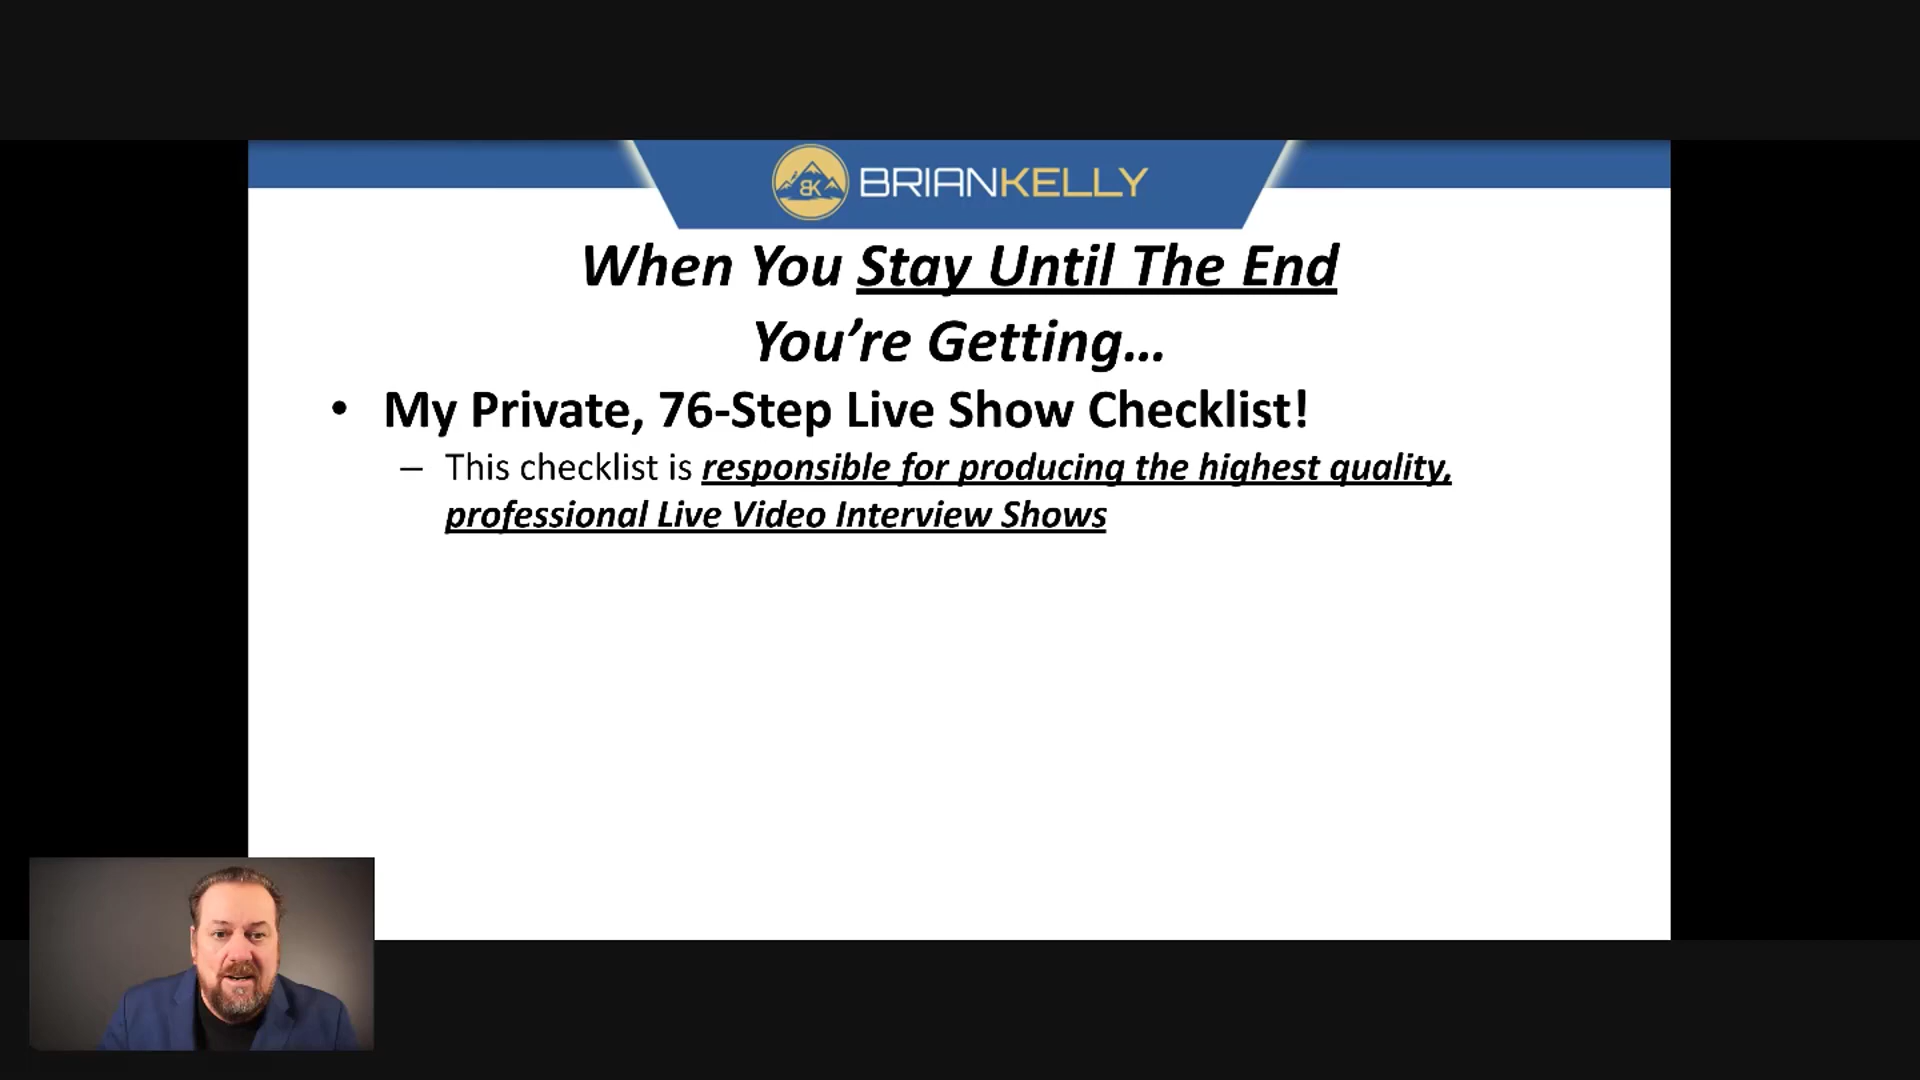 BK BRIANKELLY
When You Stay Until The End
You’re Getting…
• My Private, 76-Step Live Show Checklist!
– This checklist is responsible for producing the highest quality,
professional Live Video Interview Shows